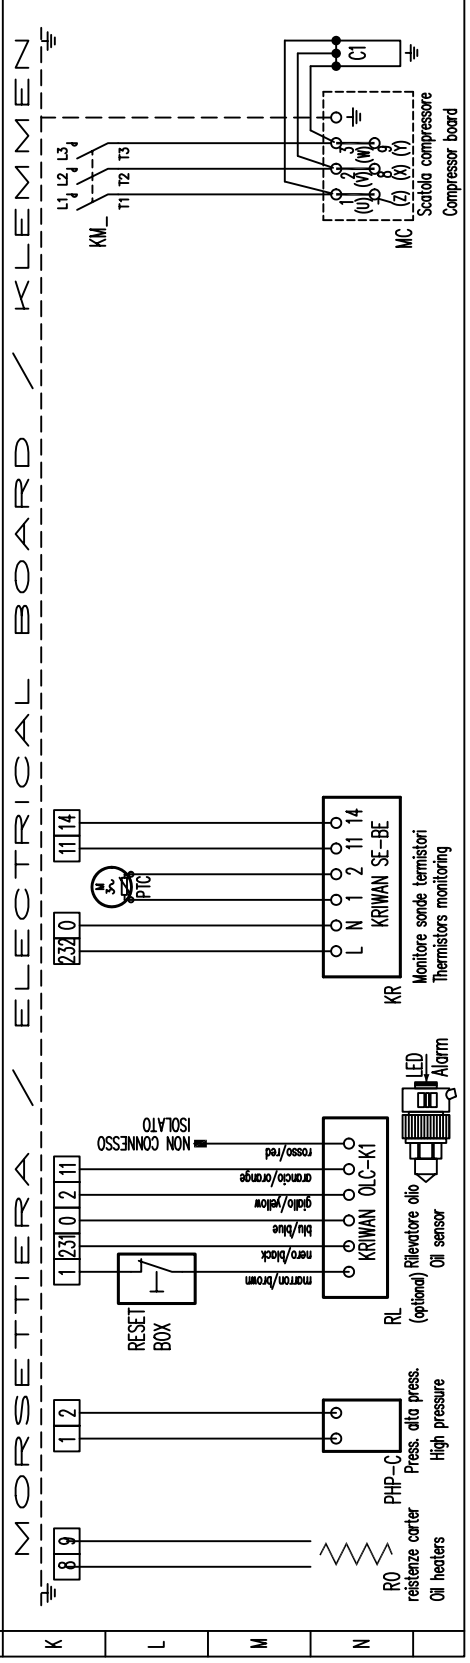 MORSETTIERA / ELECTRICAL BOARD / KLEMMEN
8 9
1 2
1 231 0 2 11
232 0
11 14
L1 L2 L3
T1 T2 T3
KM_
RESET
BOX
M
3~
PTC
NON CONNESSO
ISOLATO
marron/brown
nero/black
blu/blue
giallo/yellow
arancio/orange
rosso/red
RO
reistenze carter
Oil heaters
PHP-C
Press. alta press.
High pressure
KRIWAN OLC-K1
RL
(optional) Rilevatore olio
Oil sensor
LED
Alarm
L N 1 2 11 14
KRIWAN SE-BE
KR
Monitore sonde termistori
Thermistors monitoring
1 2 3
(U) (V) (W)
8 9
(Z) (X) (Y)
MC
Scatola compressore
Compressor board
C1
K
L
M
N